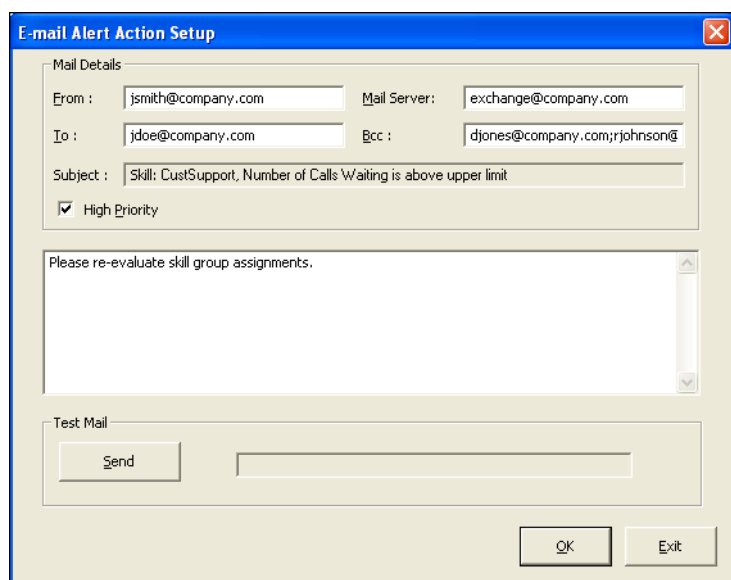 E-mail Alert Action Setup
Mail Details
From : jsmith@company.com Mail Server: exchange@company.com
To : jdoe@company.com Bcc : djones@company.com;rjohnson@
Subject : Skill: CustSupport, Number of Calls Waiting is above upper limit
High Priority
Please re-evaluate skill group assignments.
Test Mail
Send
OK Exit